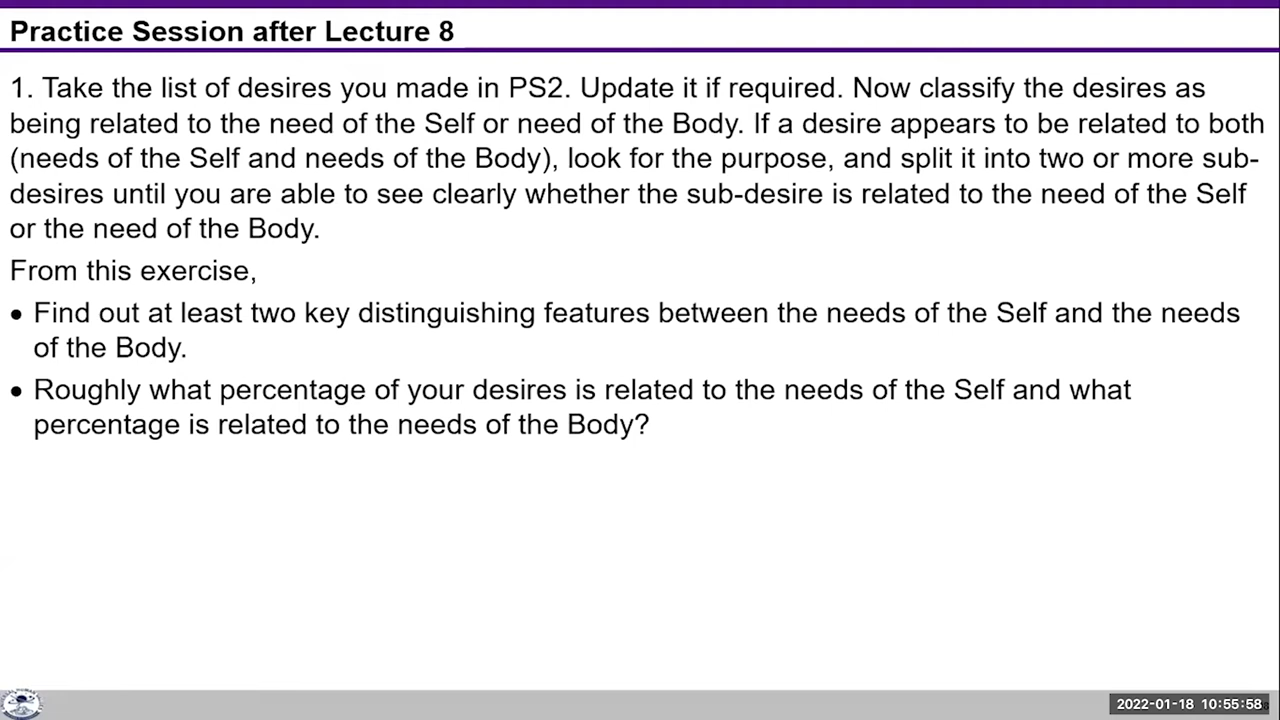 Practice Session after Lecture 8
1. Take the list of desires you made in PS2. Update it if required. Now classify the desires as
being related to the need of the Self or need of the Body. If a desire appears to be related to both
(needs of the Self and needs of the Body), look for the purpose, and split it into two or more sub-
desires until you are able to see clearly whether the sub-desire is related to the need of the Self
or the need of the Body.
From this exercise,
• Find out at least two key distinguishing features between the needs of the Self and the needs
of the Body.
• Roughly what percentage of your desires is related to the needs of the Self and what
percentage is related to the needs of the Body?
2022-01-18 10:55:58